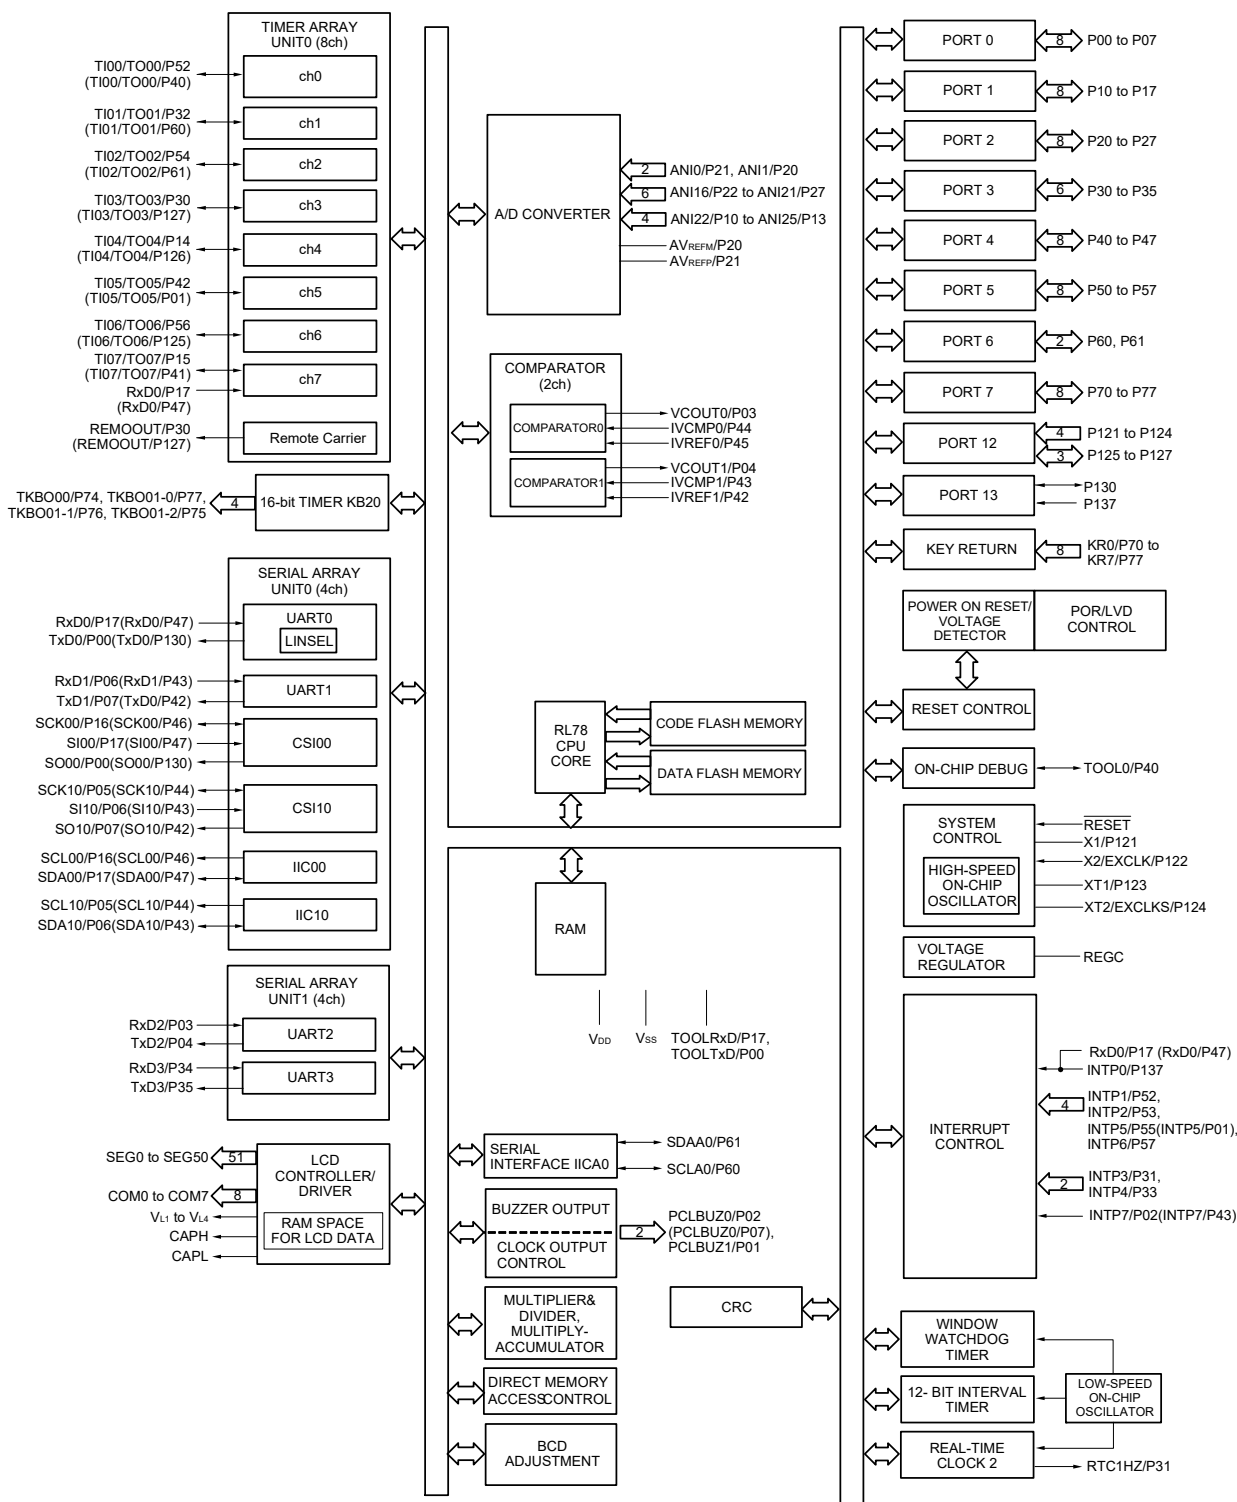 TIMER ARRAY
UNIT0 (8ch)
TI00/TO00/P52
(TI00/TO00/P40)
ch0
TI01/TO01/P32
(TI01/TO01/P60)
ch1
TI02/TO02/P54
(TI02/TO02/P61)
ch2
TI03/TO03/P30
(TI03/TO03/P127)
ch3
TI04/TO04/P14
(TI04/TO04/P126)
ch4
TI05/TO05/P42
(TI05/TO05/P01)
ch5
TI06/TO06/P56
(TI06/TO06/P125)
ch6
TI07/TO07/P15
(TI07/TO07/P41)
RxD0/P17
(RxD0/P47)
ch7
REMOOUT/P30
(REMOOUT/P127)
Remote Carrier
TKBO00/P74, TKBO01-0/P77,
TKBO01-1/P76, TKBO01-2/P75
4
16-bit TIMER KB20
SERIAL ARRAY
UNIT0 (4ch)
RxD0/P17(RxD0/P47)
TxD0/P00(TxD0/P130)
UART0
LINSEL
RxD1/P06(RxD1/P43)
TxD1/P07(TxD0/P42)
UART1
SCK00/P16(SCK00/P46)
SI00/P17(SI00/P47)
SO00/P00(SO00/P130)
CSI00
SCK10/P05(SCK10/P44)
SI10/P06(SI10/P43)
SO10/P07(SO10/P42)
CSI10
SCL00/P16(SCL00/P46)
SDA00/P17(SDA00/P47)
IIC00
SCL10/P05(SCL10/P44)
SDA10/P06(SDA10/P43)
IIC10
SERIAL ARRAY
UNIT1 (4ch)
RxD2/P03
TxD2/P04
UART2
RxD3/P34
TxD3/P35
UART3
SEG0 to SEG50
51
COM0 to COM7
8
VL1 to VL4
CAPH
CAPL
LCD
CONTROLLER/
DRIVER
RAM SPACE
FOR LCD DATA
A/D CONVERTER
2
ANI0/P21, ANI1/P20
6
ANI16/P22 to ANI21/P27
4
ANI22/P10 to ANI25/P13
AVREFM/P20
AVREFP/P21
COMPARATOR
(2ch)
COMPARATOR0
VCOUT0/P03
IVCMP0/P44
IVREF0/P45
COMPARATOR1
VCOUT1/P04
IVCMP1/P43
IVREF1/P42
RL78
CPU
CORE
CODE FLASH MEMORY
DATA FLASH MEMORY
RAM
VDD
VSS
TOOLRxD/P17,
TOOLTxD/P00
SERIAL
INTERFACE IICA0
SDAA0/P61
SCLA0/P60
BUZZER OUTPUT
CLOCK OUTPUT
CONTROL
2
PCLBUZ0/P02
(PCLBUZ0/P07),
PCLBUZ1/P01
MULTIPLIER&
DIVIDER,
MULITIPLY-
ACCUMULATOR
DIRECT MEMORY
ACCESSCONTROL
BCD
ADJUSTMENT
CRC
PORT 0
8
P00 to P07
PORT 1
8
P10 to P17
PORT 2
8
P20 to P27
PORT 3
6
P30 to P35
PORT 4
8
P40 to P47
PORT 5
8
P50 to P57
PORT 6
2
P60, P61
PORT 7
8
P70 to P77
PORT 12
4
P121 to P124
3
P125 to P127
PORT 13
P130
P137
KEY RETURN
8
KR0/P70 to
KR7/P77
POWER ON RESET/
VOLTAGE
DETECTOR
POR/LVD
CONTROL
RESET CONTROL
ON-CHIP DEBUG
TOOL0/P40
SYSTEM
CONTROL
HIGH-SPEED
ON-CHIP
OSCILLATOR
RESET
X1/P121
X2/EXCLK/P122
XT1/P123
XT2/EXCLKS/P124
VOLTAGE
REGULATOR
REGC
INTERRUPT
CONTROL
RxD0/P17 (RxD0/P47)
INTP0/P137
4
INTP1/P52,
INTP2/P53,
INTP5/P55(INTP5/P01),
INTP6/P57
2
INTP3/P31,
INTP4/P33
INTP7/P02(INTP7/P43)
WINDOW
WATCHDOG
TIMER
12- BIT INTERVAL
TIMER
LOW-SPEED
ON-CHIP
OSCILLATOR
REAL-TIME
CLOCK 2
RTC1HZ/P31